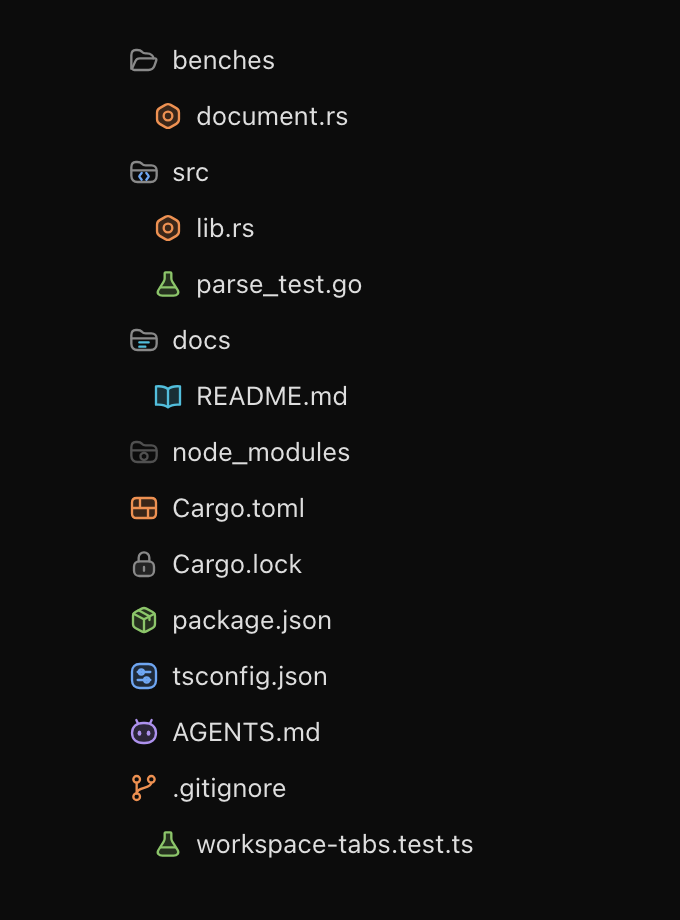 benches
document.rs
src
lib.rs
parse_test.go
docs
README.md
node_modules
Cargo.toml
Cargo.lock
package.json
tsconfig.json
AGENTS.md
.gitignore
workspace-tabs.test.ts